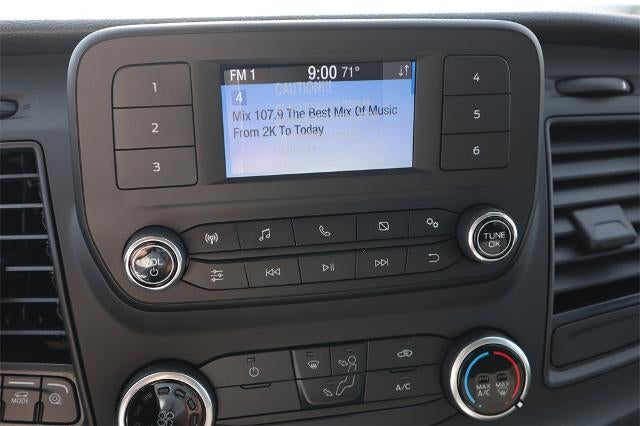 FM 1 9:00 71°
CAUTION!!!
4
Mix 107.9 The Best Mix Of Music
From 2K To Today
1
2
3
4
5
6
VOL
TUNE
OK
MODE
A/C
MAX
A/C
MAX